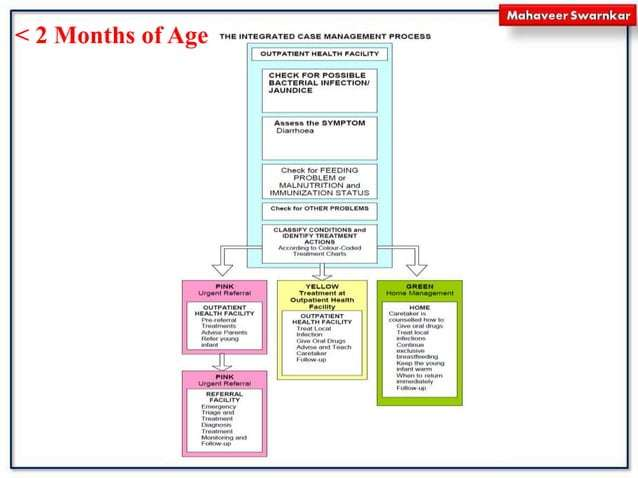 Mahaveer Swarnkar
< 2 Months of Age
THE INTEGRATED CASE MANAGEMENT PROCESS
OUTPATIENT HEALTH FACILITY
CHECK FOR POSSIBLE
BACTERIAL INFECTION/
JAUNDICE
Assess the SYMPTOM
Diarrhoea
Check for FEEDING
PROBLEM or
MALNUTRITION and
IMMUNIZATION STATUS
Check for OTHER PROBLEMS
CLASSIFY CONDITIONS and
IDENTIFY TREATMENT
ACTIONS
According to Colour-Coded
Treatment Charts
PINK
Urgent Referral
OUTPATIENT
HEALTH FACILITY
Pre-referral
Treatments
Advise Parents
Refer young
infant
PINK
Urgent Referral
REFERRAL
FACILITY
Emergency
Triage and
Treatment
Diagnosis
Treatment
Monitoring and
Follow-up
YELLOW
Treatment at
Outpatient Health
Facility
OUTPATIENT
HEALTH FACILITY
Treat Local
Infection
Give Oral Drugs
Advise and Teach
Caretaker
Follow-up
GREEN
Home Management
HOME
Caretaker is
counselled how to
Give oral drugs
Treat local
infections
Continue
exclusive
breastfeeding
Keep the young
infant warm
When to return
immediately
Follow-up